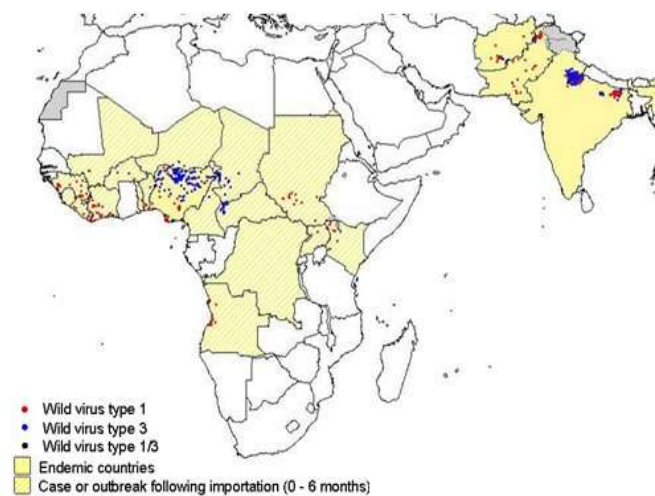 Wild virus type 1
Wild virus type 3
Wild virus type 1/3
Endemic countries
Case or outbreak following importation (0 - 6 months)